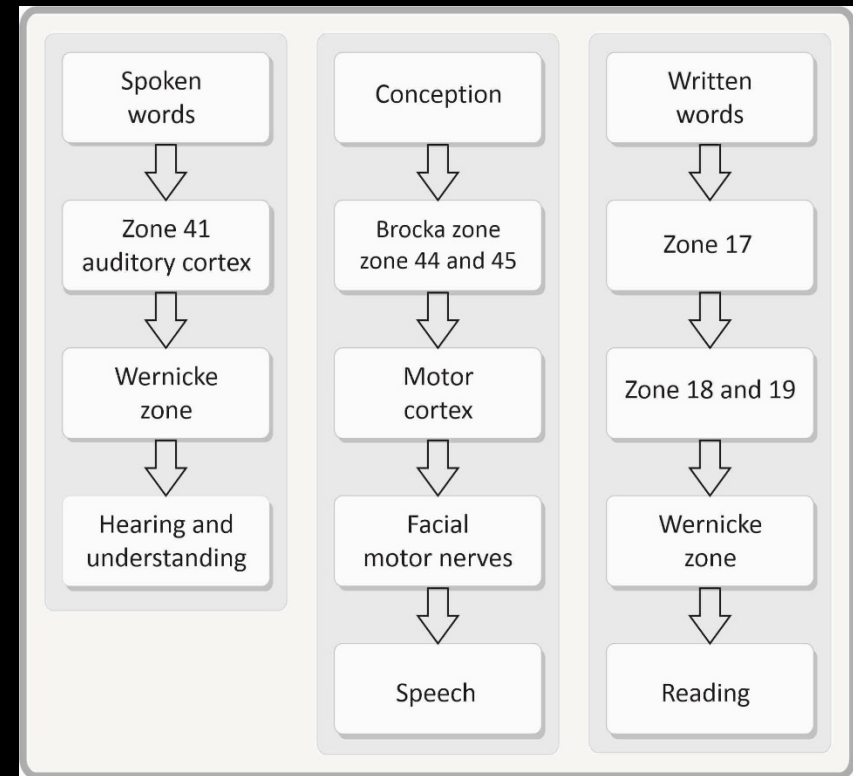 Spoken
words
Zone 41
auditory cortex
Wernicke
zone
Hearing and
understanding
Conception
Brocka zone
zone 44 and 45
Motor
cortex
Facial
motor nerves
Speech
Written
words
Zone 17
Zone 18 and 19
Wernicke
zone
Reading